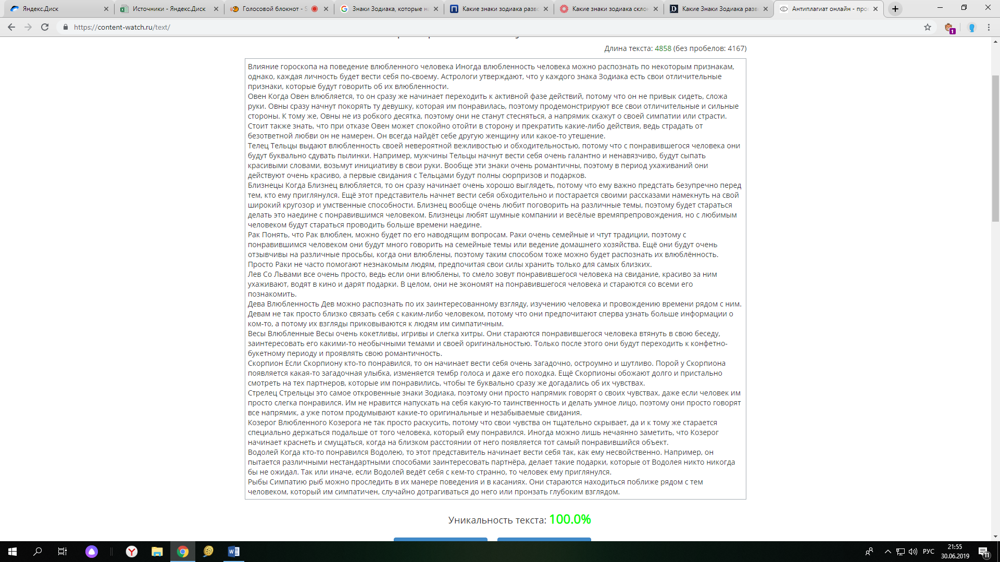 Яндекс.Диск
Источники - Яндекс.Диск
Голосовой блокнот - S
Знаки Зодиака, которые н
Какие знаки зодиака разво
Какие знаки зодиака скло
Какие Знаки Зодиака разв
Антиплагиат онлайн - про
https://content-watch.ru/text/
1
Длина текста: 4858 (без пробелов: 4167)
Влияние гороскопа на поведение влюбленного человека Иногда влюбленность человека можно распознать по некоторым признакам,
однако, каждая личность будет вести себя по-своему. Астрологи утверждают, что у каждого знака Зодиака есть свои отличительные
признаки, которые будут говорить об их влюбленности.
Овен Когда Овен влюбляется, то он сразу же начинает переходить к активной фазе действий, потому что он не привык сидеть, сложа
руки. Овны сразу начнут покорять ту девушку, которая им понравилась, поэтому продемонстрируют все свои отличительные и сильные
стороны. К тому же, Овны не из робкого десятка, поэтому они не станут стесняться, а напрямик скажут о своей симпатии или страсти.
Стоит также знать, что при отказе Овен может спокойно отойти в сторону и прекратить какие-либо действия, ведь страдать от
безответной любви он не намерен. Он всегда найдёт себе другую женщину или какое-то утешение.
Телец Тельцы выдают влюбленность своей невероятной вежливостью и обходительностью, потому что с понравившегося человека они
будут буквально сдувать пылинки. Например, мужчины Тельцы начнут вести себя очень галантно и ненавязчиво, будут сыпать
красивыми словами, возьмут инициативу в свои руки. Вообще эти знаки очень романтичны, поэтому в период ухаживаний они
действуют очень красиво, а первые свидания с Тельцами будут полны сюрпризов и подарков.
Близнецы Когда Близнец влюбляется, то он сразу начинает очень хорошо выглядеть, потому что ему важно предстать безупречно перед
тем, кто ему приглянулся. Ещё этот представитель начнет вести себя обходительно и постарается своими рассказами намекнуть на свой
широкий кругозор и умственные способности. Близнец вообще очень любит поговорить на различные темы, поэтому будет стараться
делать это наедине с понравившимся человеком. Близнецы любят шумные компании и весёлые времяпрепровождения, но с любимым
человеком будут стараться проводить больше времени наедине.
Рак Понять, что Рак влюблен, можно будет по его наводящим вопросам. Раки очень семейные и чтут традиции, поэтому с
понравившимся человеком они будут много говорить на семейные темы или ведение домашнего хозяйства. Ещё они будут очень
отзывчивы на различные просьбы, когда они влюблены, поэтому таким способом тоже можно будет распознать их влюблённость.
Просто Раки не часто помогают незнакомым людям, предпочитая свои силы хранить только для самых близких.
Лев Со Львами все очень просто, ведь если они влюблены, то смело зовут понравившегося человека на свидание, красиво за ним
ухаживают, водят в кино и дарят подарки. В целом, они не экономят на понравившегося человека и стараются со всеми его
познакомить.
Дева Влюбленность Дев можно распознать по их заинтересованному взгляду, изучению человека и провождению времени рядом с ним.
Девам не так просто близко связать себя с каким-либо человеком, потому что они предпочитают сперва узнать больше информации о
ком-то, а потому их взгляды приковываются к людям им симпатичным.
Весы Влюбленные Весы очень кокетливы, игривы и слегка хитры. Они стараются понравившегося человека втянуть в свою беседу,
заинтересовать его какими-то необычными темами и своей оригинальностью. Только после этого они будут переходить к конфетно-
букетному периоду и проявлять свою романтичность.
Скорпион Если Скорпиону кто-то понравился, то он начинает вести себя очень загадочно, остроумно и шутливо. Порой у Скорпиона
появляется какая-то загадочная улыбка, изменяется тембр голоса и даже его походка. Ещё Скорпионы обожают долго и пристально
смотреть на тех партнеров, которые им понравились, чтобы те буквально сразу же догадались об их чувствах.
Стрелец Стрельцы это самое откровенные знаки Зодиака, поэтому они просто напрямик говорят о своих чувствах, даже если человек им
просто слегка понравился. Им не нравится напускать на себя какую-то таинственность и делать умное лицо, поэтому они просто говорят
все напрямик, а уже потом продумывают какие-то оригинальные и незабываемые свидания.
Козерог Влюбленного Козерога не так просто раскусить, потому что свои чувства он тщательно скрывает, да и к тому же старается
специально держаться подальше от того человека, который ему понравился. Иногда можно лишь нечаянно заметить, что Козерог
начинает краснеть и смущаться, когда на близком расстоянии от него появляется тот самый понравившийся объект.
Водолей Когда кто-то понравился Водолею, то этот представитель начинает вести себя так, как ему несвойственно. Например, он
пытается различными нестандартными способами заинтересовать партнёра, делает такие подарки, которые от Водолея никто никогда
бы не ожидал. Так или иначе, если Водолей ведёт себя с кем-то странно, то человек ему приглянулся.
Рыбы Симпатию рыб можно проследить в их манере поведения и в касаниях. Они стараются находиться поближе рядом с тем
человеком, который им симпатичен, случайно дотрагиваться до него или пронзать глубоким взглядом.
Уникальность текста: 100.0%
РУС
21:55
30.06.2019
11